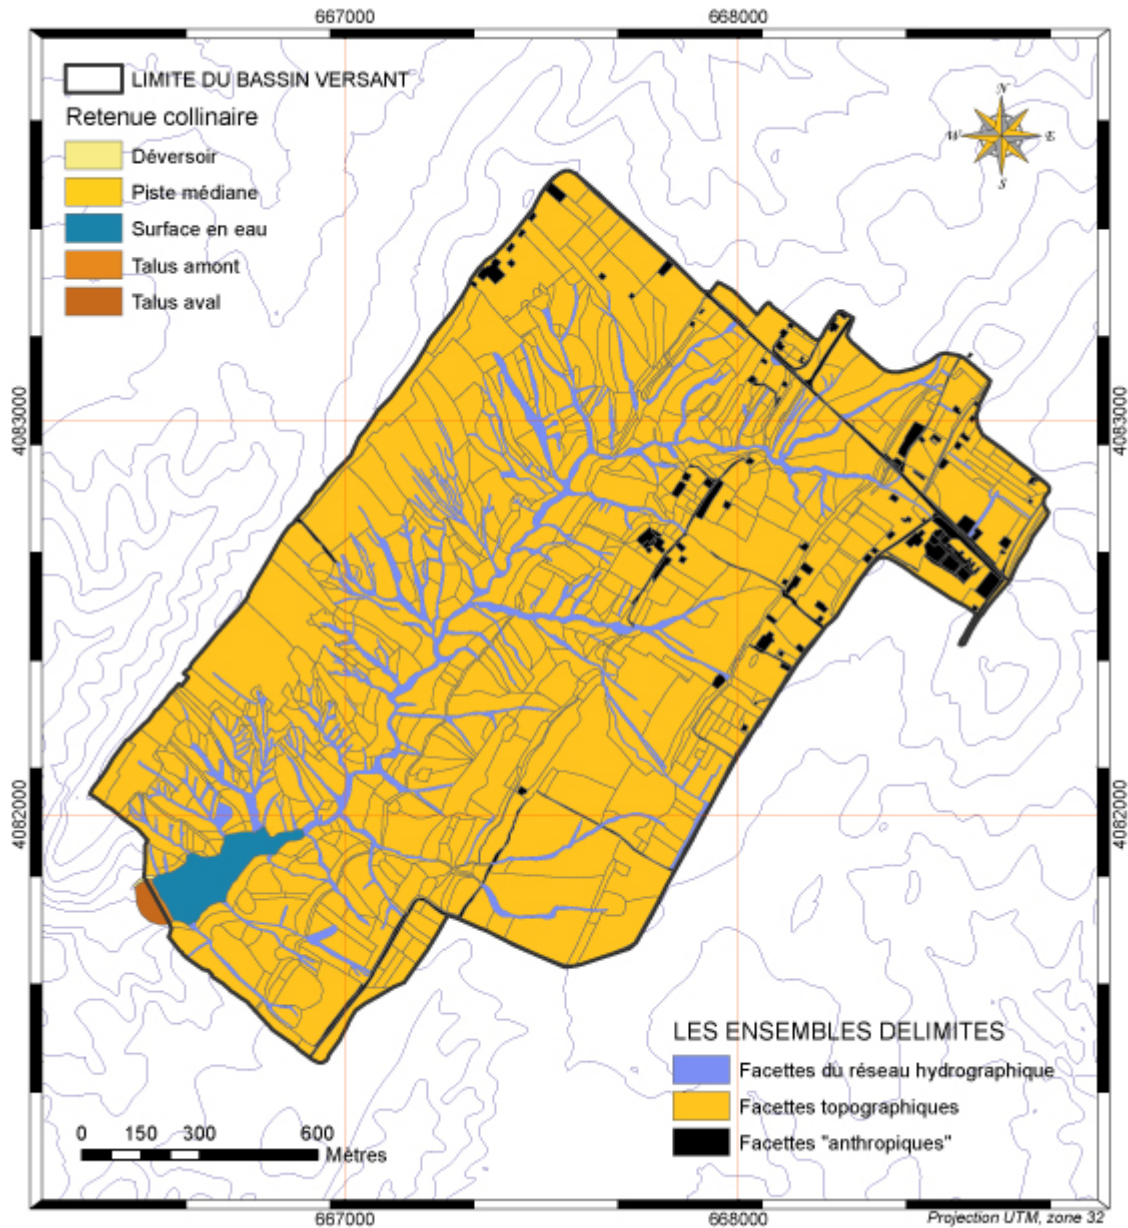 667000
668000
LIMITE DU BASSIN VERSANT
Retenue collinaire
Déversoir
Piste médiane
Surface en eau
Talus amont
Talus aval
N
W
E
S
4083000
4083000
4082000
4082000
LES ENSEMBLES DELIMITES
Facettes du réseau hydrographique
Facettes topographiques
Facettes "anthropiques"
0 150 300 600
Mètres
667000
668000
Projection UTM, zone 32